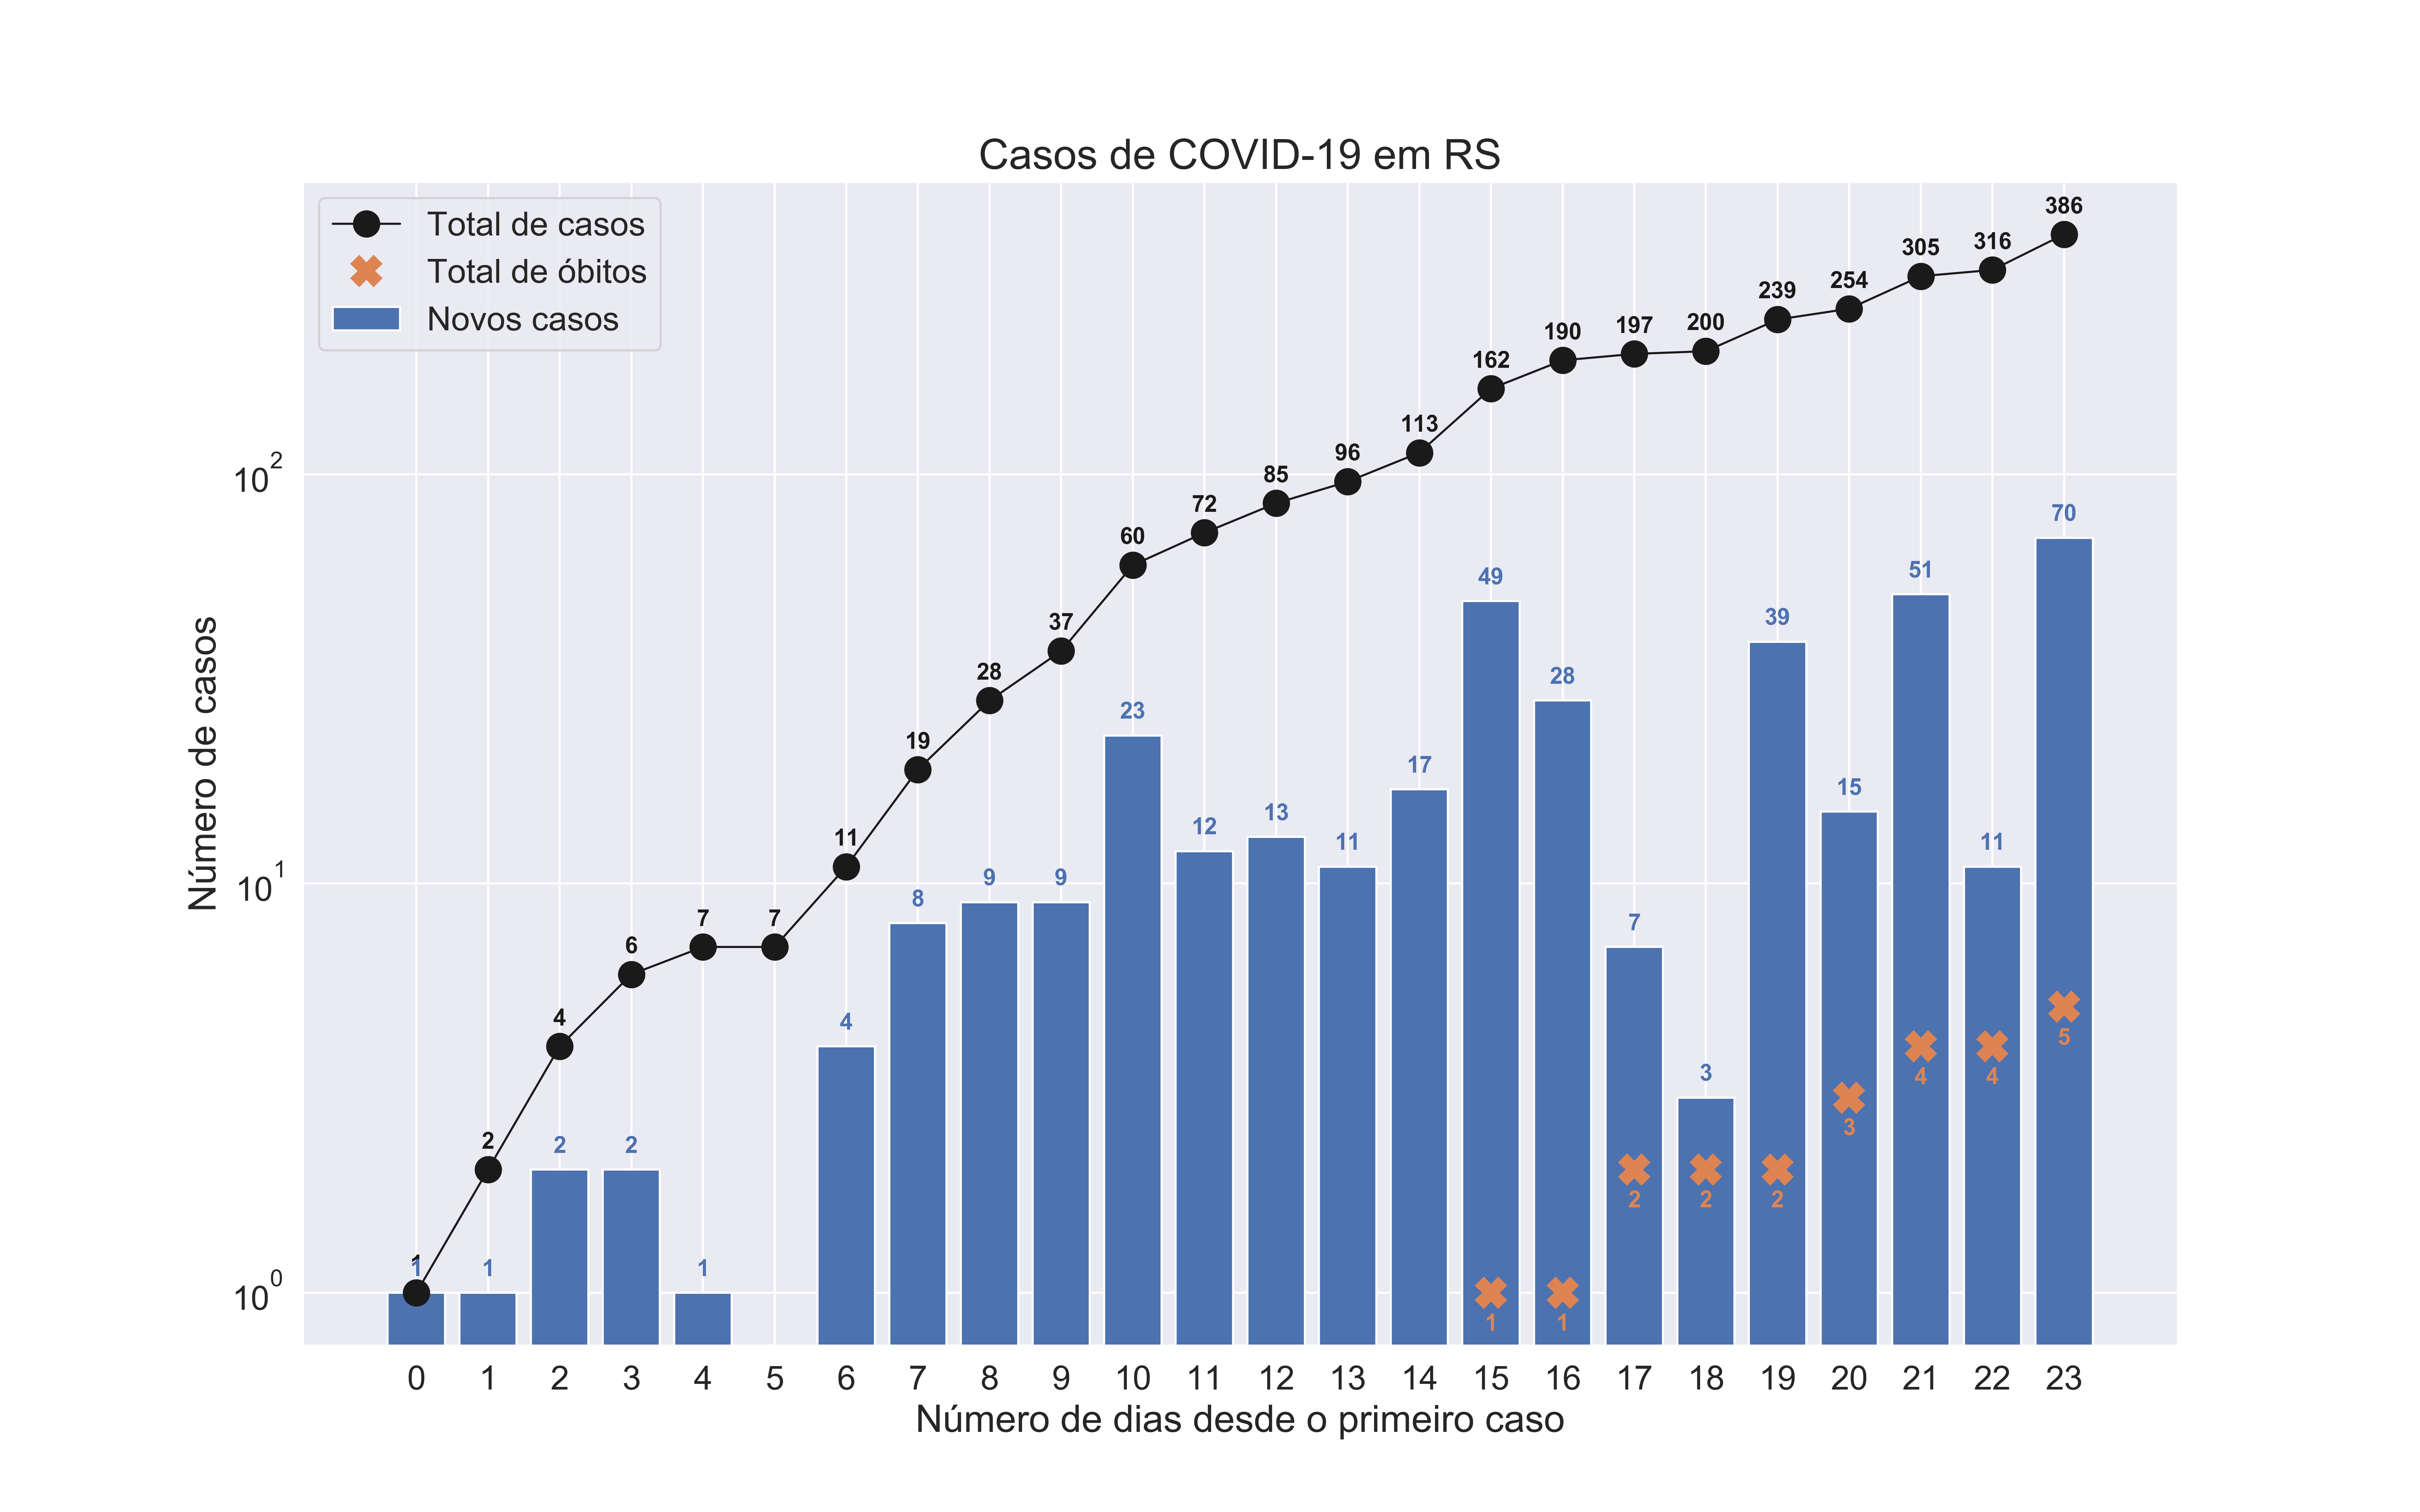 Casos de COVID-19 em RS
Total de casos
Total de óbitos
Novos casos
Número de casos
10²
10¹
10⁰
1 2 4 6 7 7 11 19 28 37 60 72 85 96 113 162 190 197 200 239 254 305 316 386
1 1 2 2 1 4 8 9 9 23 12 13 11 17 49 28 7 3 39 15 51 11 70
1 1 2 2 2 3 4 4 5
0 1 2 3 4 5 6 7 8 9 10 11 12 13 14 15 16 17 18 19 20 21 22 23
Número de dias desde o primeiro caso